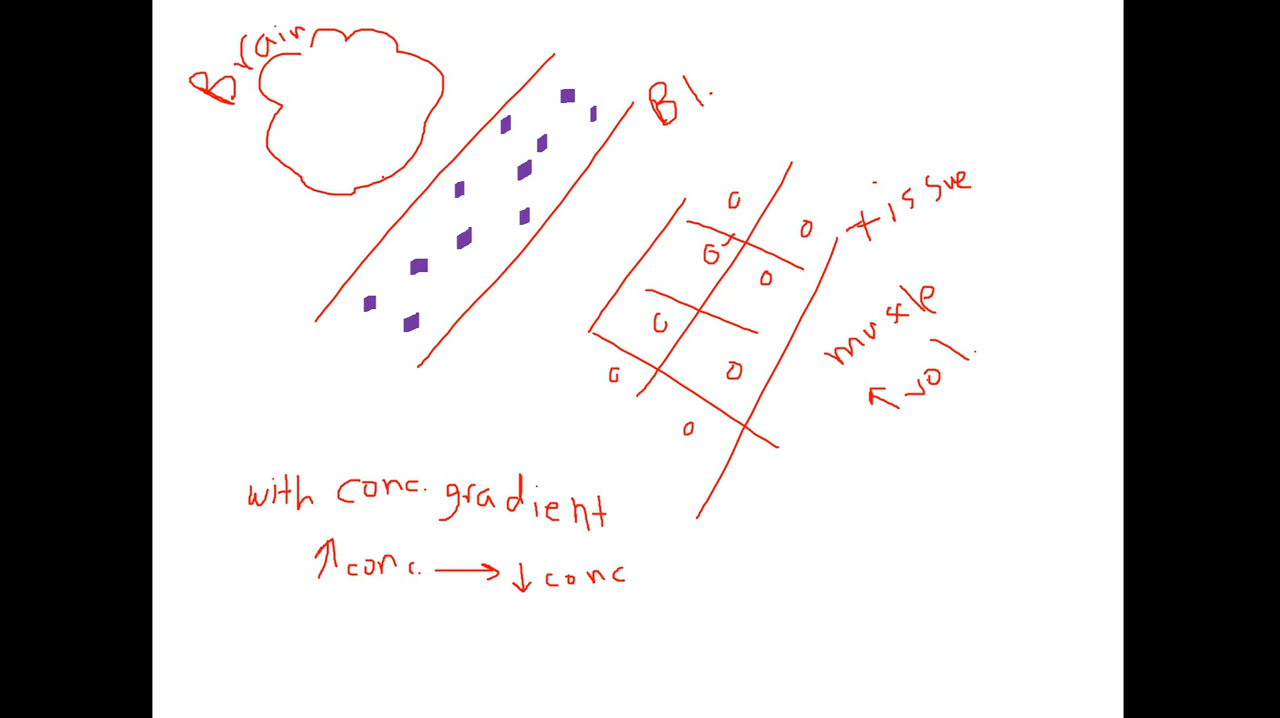 Brain
Bl.
tissue
muscle
↑ vol.
with conc. gradient
↑ conc. → ↓ conc